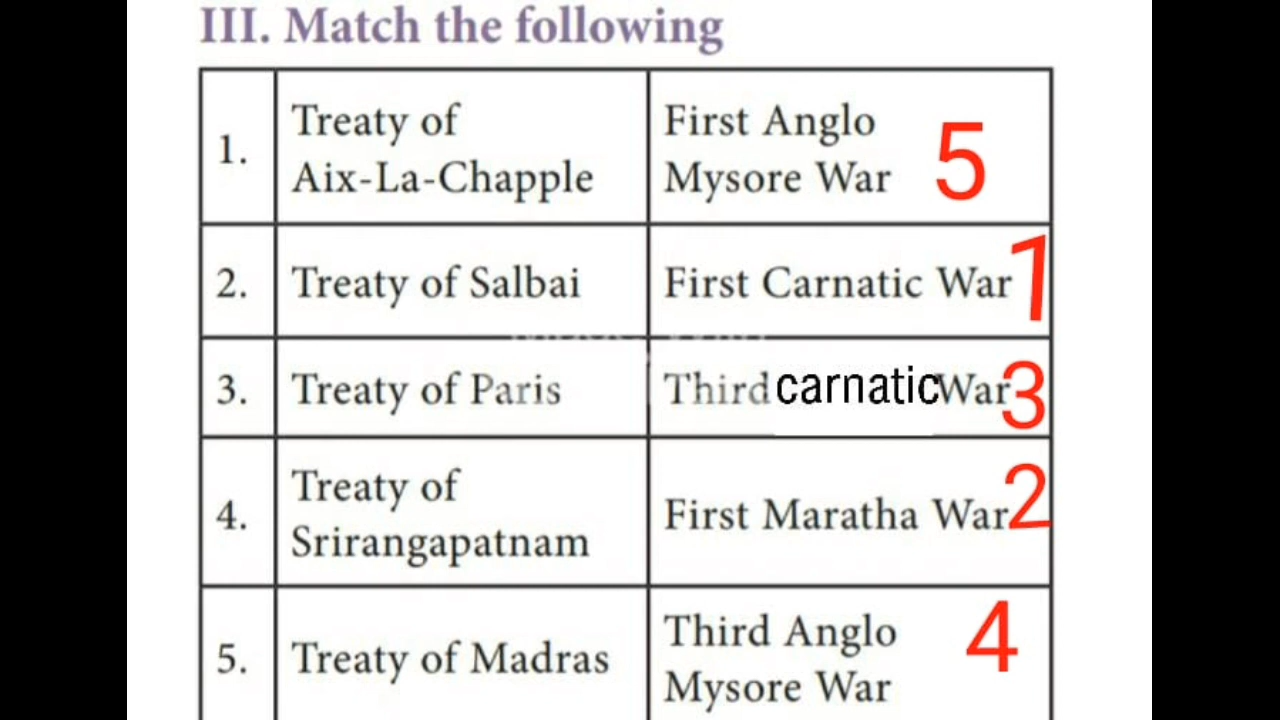 III. Match the following
1. Treaty of Aix-La-Chapple First Anglo Mysore War 5
2. Treaty of Salbai First Carnatic War 1
3. Treaty of Paris Third carnatic War 3
4. Treaty of Srirangapatnam First Maratha War 2
5. Treaty of Madras Third Anglo Mysore War 4